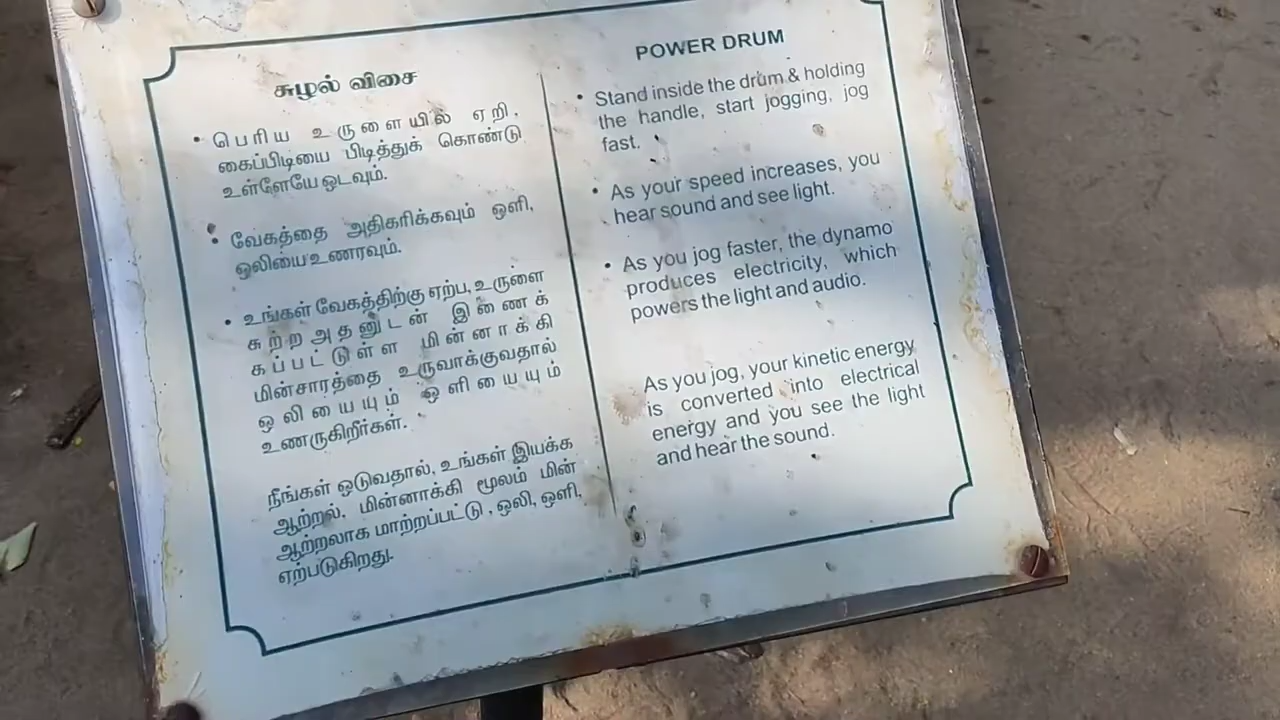 சுழல் விசை
• பெரிய உருளையில் ஏறி,
கைப்பிடியை பிடித்துக் கொண்டு
உள்ளேயே ஓடவும்.
• வேகத்தை அதிகரிக்கவும் ஒளி,
ஒலியை உணரவும்.
• உங்கள் வேகத்திற்கு ஏற்ப, உருளை
சுற்ற அதனுடன் இணைக்
கப்பட்டுள்ள மின்னாக்கி
மின்சாரத்தை உருவாக்குவதால்
ஒலியையும் ஒளியையும்
உணருகிறீர்கள்.
நீங்கள் ஓடுவதால், உங்கள் இயக்க
ஆற்றல், மின்னாக்கி மூலம் மின்
ஆற்றலாக மாற்றப்பட்டு, ஒலி, ஒளி,
ஏற்படுகிறது.
POWER DRUM
• Stand inside the drum & holding
the handle, start jogging, jog
fast.
• As your speed increases, you
hear sound and see light.
• As you jog faster, the dynamo
produces electricity, which
powers the light and audio.
As you jog, your kinetic energy
is converted into electrical
energy and you see the light
and hear the sound.